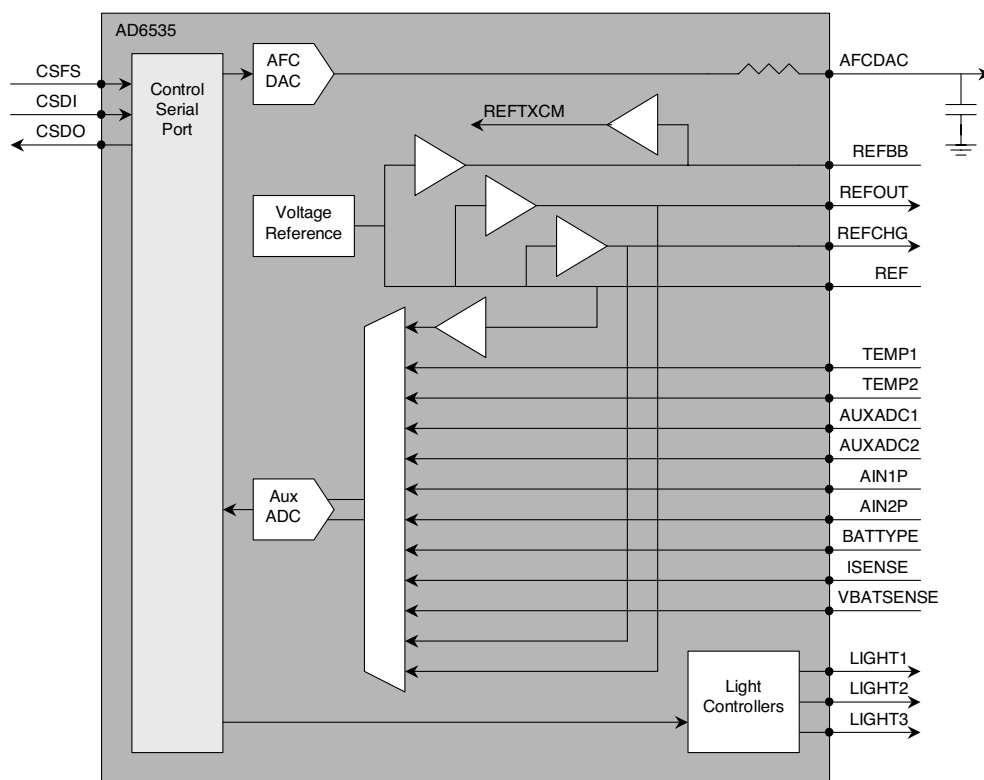 AD6535
CSFS
CSDI
CSDO
Control
Serial
Port
AFC
DAC
AFCDAC
REFTXCM
REFBB
Voltage
Reference
REFOUT
REFCHG
REF
TEMP1
TEMP2
AUXADC1
AUXADC2
Aux
ADC
AIN1P
AIN2P
BATTYPE
ISENSE
VBATSENSE
Light
Controllers
LIGHT1
LIGHT2
LIGHT3